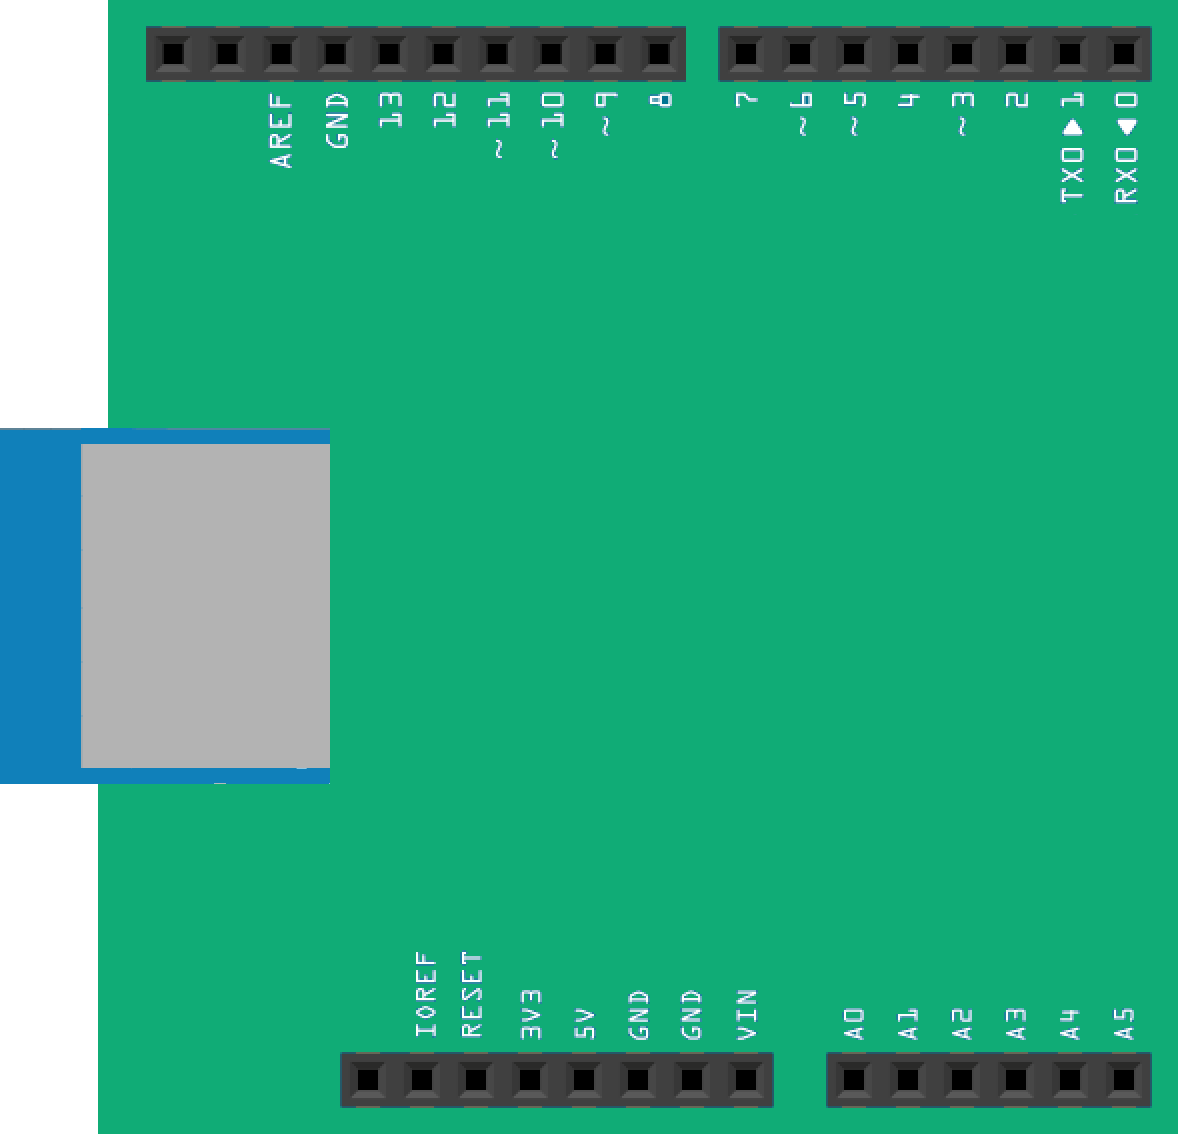 AREF
GND
13
12
~11
~10
~9
8
7
~6
~5
4
~3
2
TX0▶1
RX0◀0
IOREF
RESET
3V3
5V
GND
GND
VIN
A0
A1
A2
A3
A4
A5